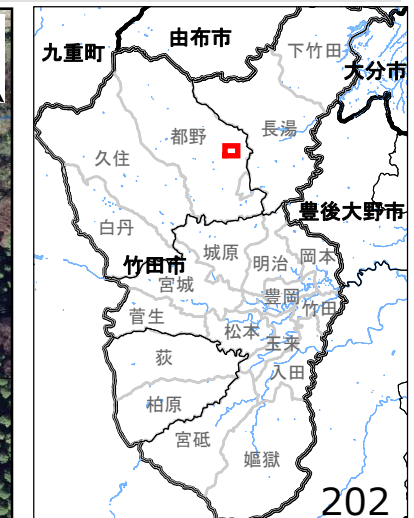 九重町
由布市
下竹田
大分市
都野
長湯
久住
豊後大野市
白丹
城原
明治
岡本
竹田市
宮城
豊岡
竹田
菅生
松本
玉来
荻
入田
柏原
宮砥
嫗獄
202